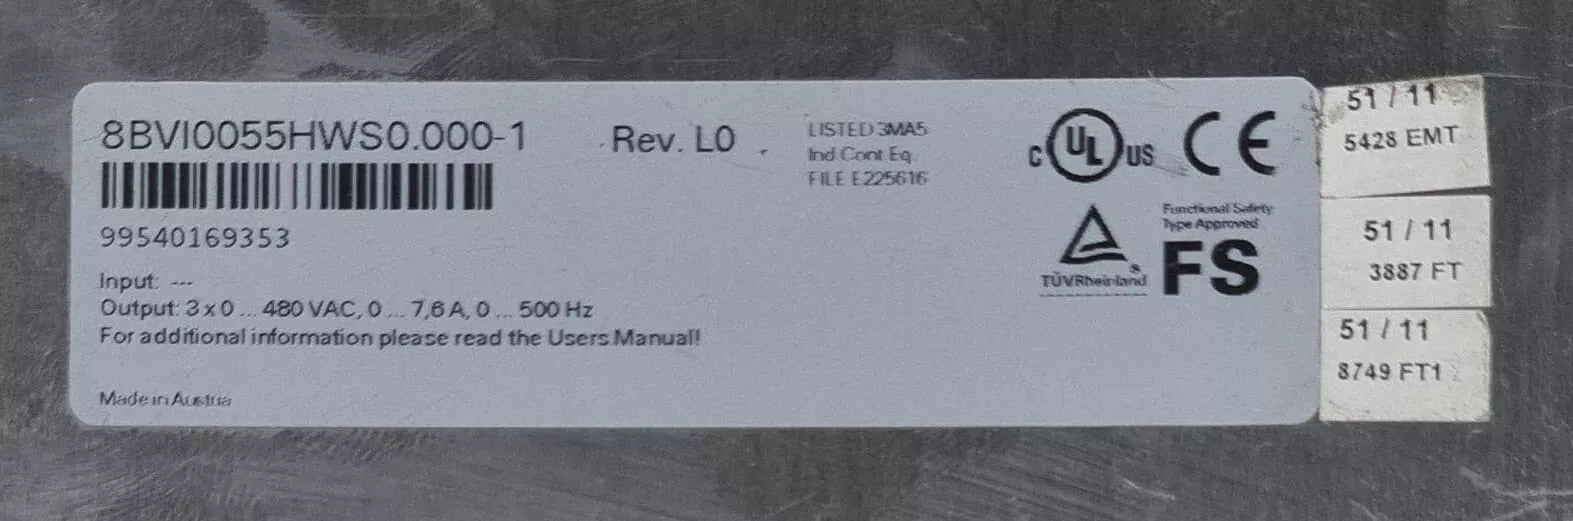 8BVI0055HWS0.000-1
Rev. L0
99540169353
Input: ---
Output: 3 x 0 ... 480 VAC, 0 ... 7,6 A, 0 ... 500 Hz
For additional information please read the Users Manual!
Made in Austria
LISTED 3MA5
Ind Cont Eq
FILE E225616
C UL US
CE
TÜVRheinland®
Functional Safety
Type Approved
FS
51 / 11
5428 EMT
51 / 11
3887 FT
51 / 11
8749 FT1